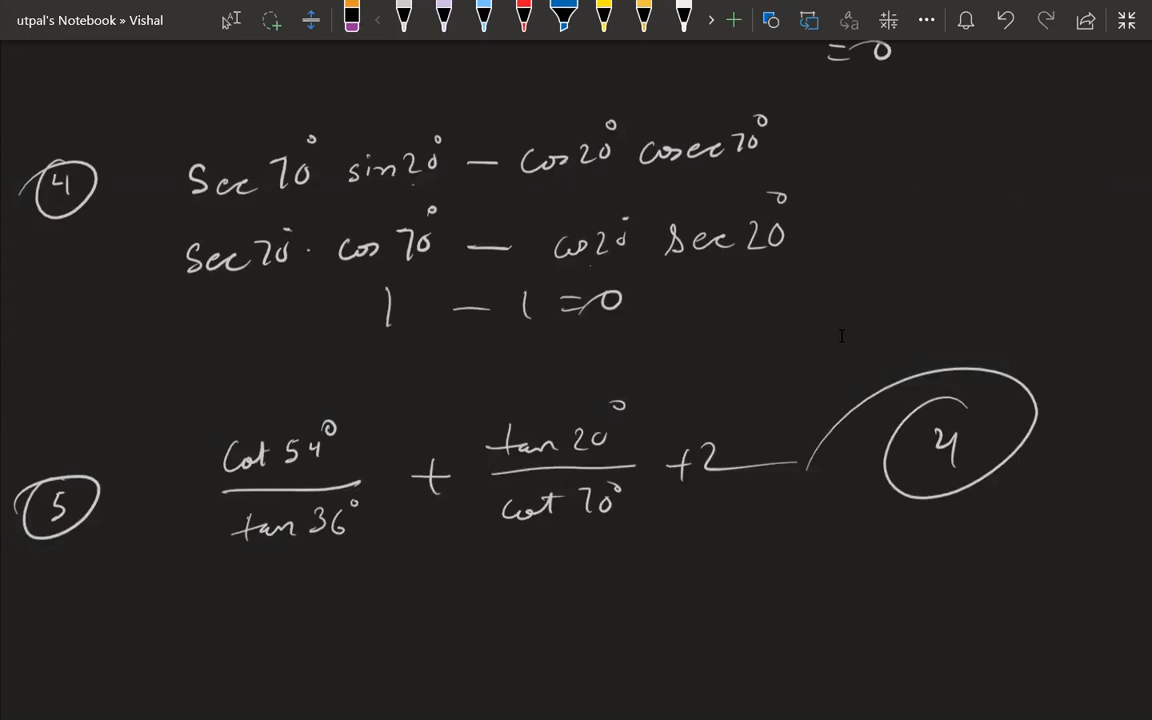 utpal's Notebook » Vishal
= 0
④ Sec 70° sin 20° - cos 20° cosec 70°
Sec 70° · cos 70° - cos 20° sec 20°
1 - 1 = 0
⑤ cot 54° / tan 36° + tan 20° / cot 70° + 2 ④